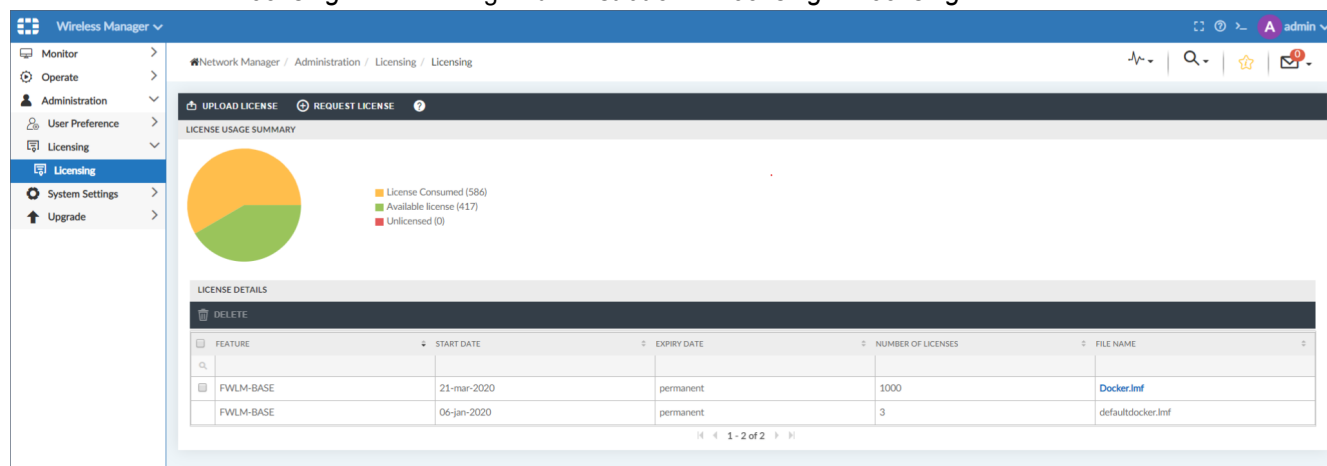 Wireless Manager
A admin
Monitor
Operate
Administration
User Preference
Licensing
Licensing
System Settings
Upgrade
Network Manager / Administration / Licensing / Licensing
0
UPLOAD LICENSE REQUEST LICENSE ?
LICENSE USAGE SUMMARY
License Consumed (586)
Available license (417)
Unlicensed (0)
LICENSE DETAILS
DELETE
FEATURE START DATE EXPIRY DATE NUMBER OF LICENSES FILE NAME
FWLM-BASE 21-mar-2020 permanent 1000 Docker.lmf
FWLM-BASE 06-jan-2020 permanent 3 defaultdocker.lmf
1 - 2 of 2